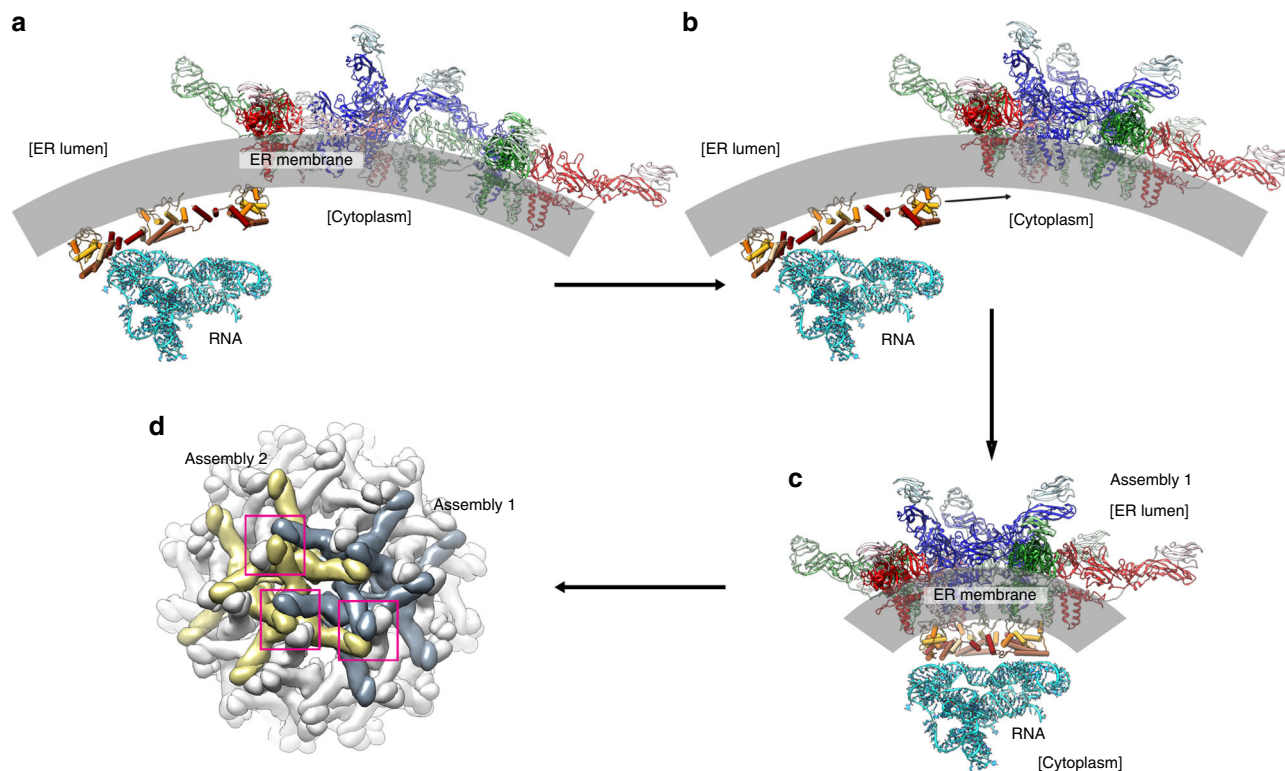 a
[ER lumen]
ER membrane
[Cytoplasm]
RNA
b
[ER lumen]
[Cytoplasm]
RNA
d
Assembly 2
Assembly 1
c
Assembly 1
[ER lumen]
ER membrane
RNA
[Cytoplasm]